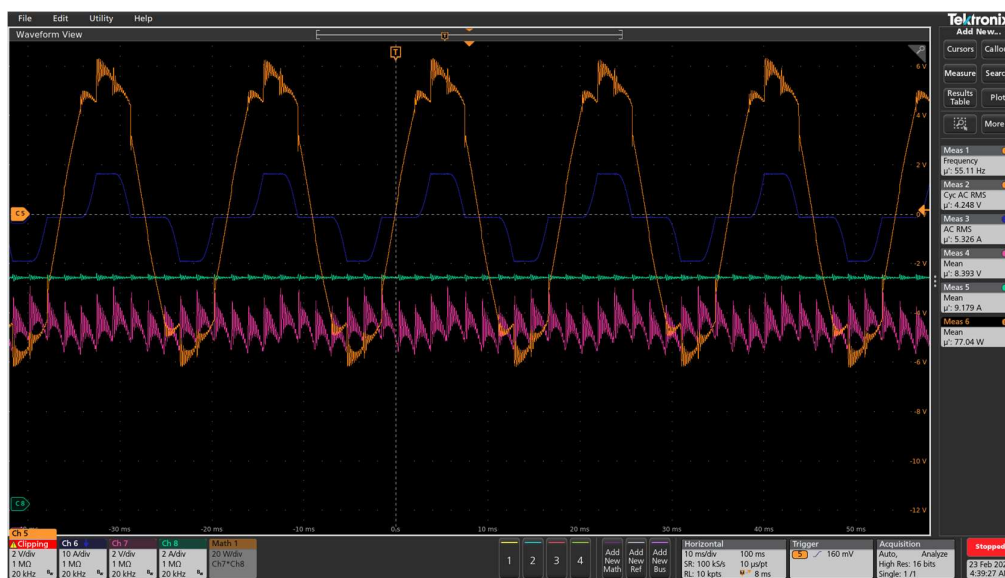 File Edit Utility Help
Tektronix
Waveform View
Add New...
Cursors
Measure
Results
Table
Plot
More
T
T
6 V
4 V
2 V
0
-2 V
-4 V
-6 V
-8 V
-10 V
-12 V
C 5
C 8
Meas 1
Frequency
µ': 55.11 Hz
Meas 2
Cyc AC RMS
µ': 4.248 V
Meas 3
AC RMS
µ': 5.326 A
Meas 4
Mean
µ': 8.393 V
Meas 5
Mean
µ': 9.179 A
Meas 6
Mean
µ': 77.04 W
-30 ms -20 ms -10 ms 0s 10 ms 20 ms 30 ms 40 ms 50 ms
Ch 5
Clipping
2 V/div
1 MΩ
20 kHz
Ch 6
10 A/div
1 MΩ
20 kHz
Ch 7
2 V/div
1 MΩ
20 kHz
Ch 8
2 A/div
1 MΩ
20 kHz
Math 1
20 W/div
Ch7*Ch8
1 2 3 4
Add
New
Math
Add
New
Ref
Add
New
Bus
Horizontal
10 ms/div 100 ms
SR: 100 kS/s 10 µs/pt
RL: 10 kpts 8 ms
Trigger
5 160 mV
Acquisition
Auto, Analyze
High Res: 16 bits
Single: 1 /1
Stopped
23 Feb
4:39:27